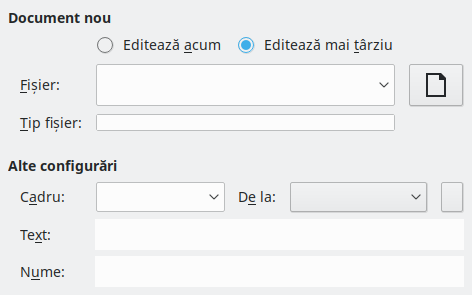 Document nou
Editează acum Editează mai târziu
Fișier:
Tip fișier:
Alte configurări
Cadru: De la:
Text:
Nume: